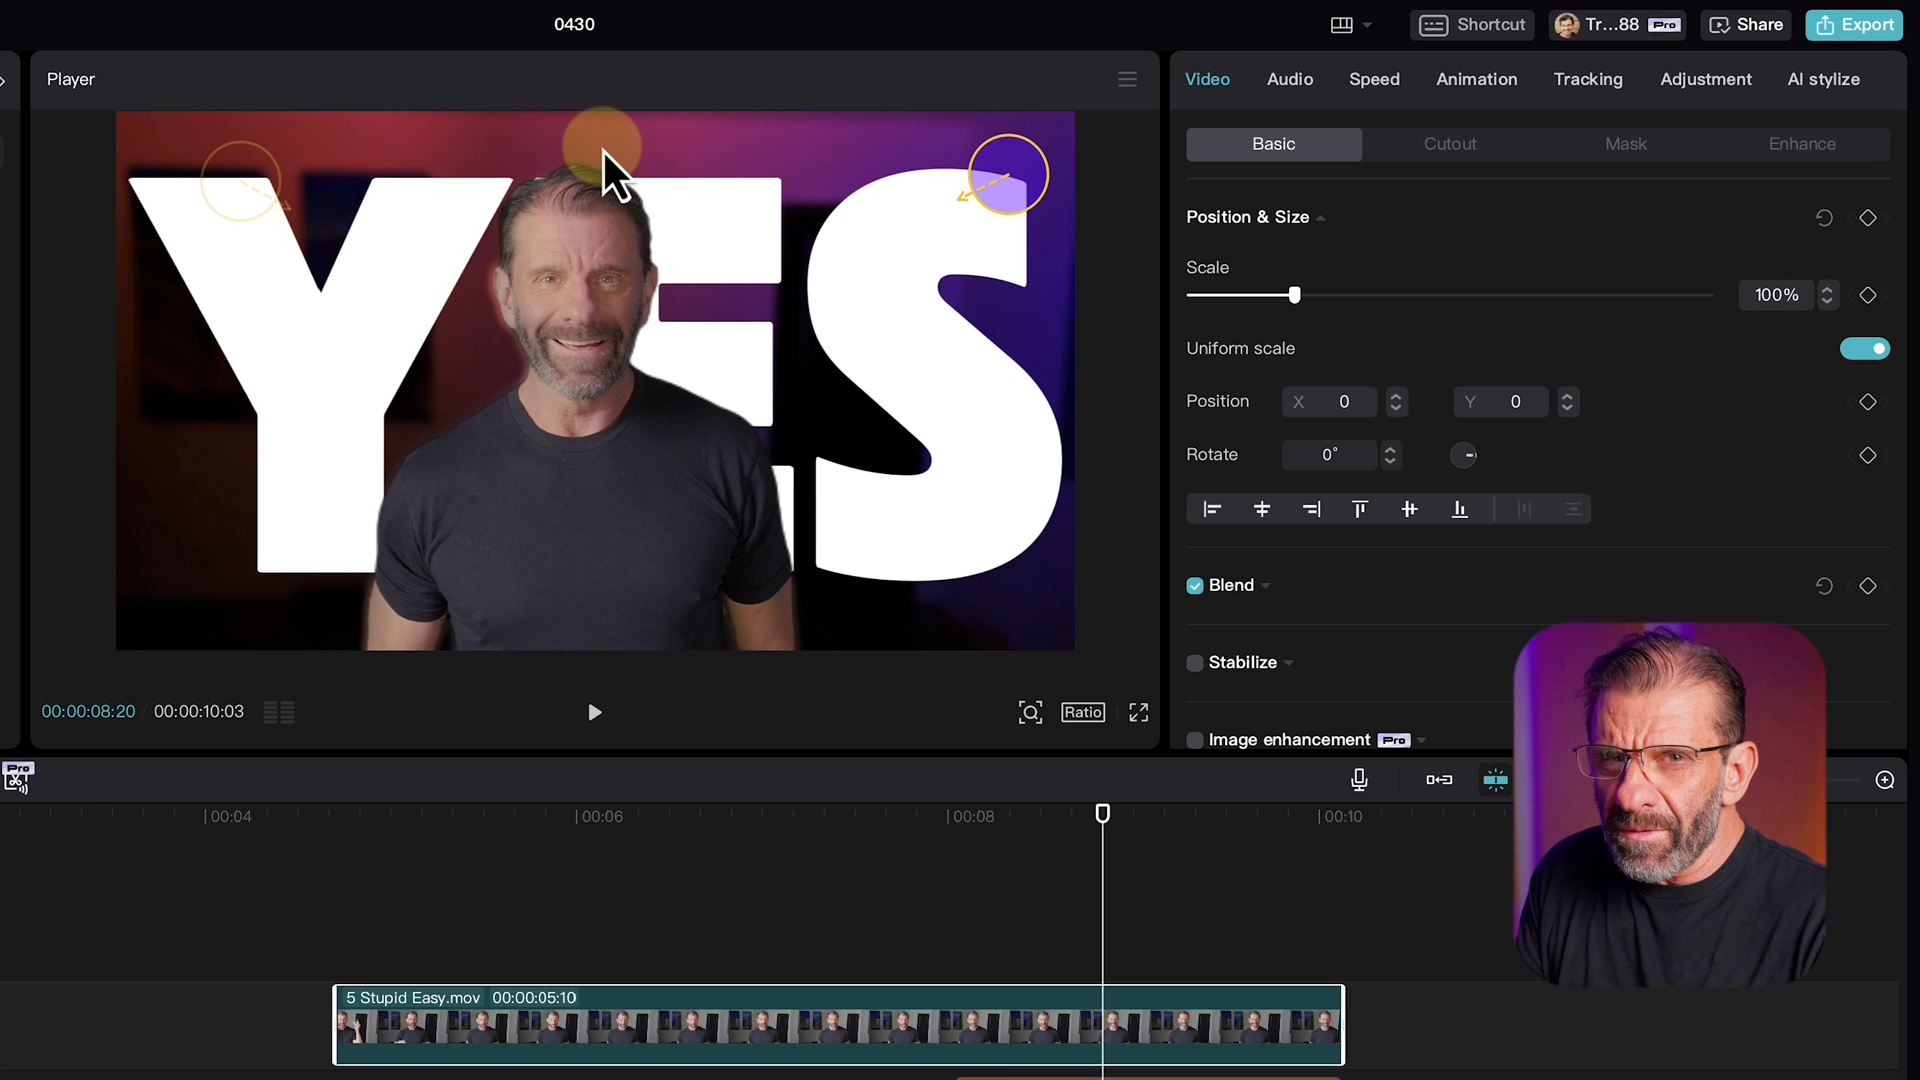 0430
Shortcut
Tr...88 Pro
Share
Export
Player
Video Audio Speed Animation Tracking Adjustment AI stylize
Basic Cutout Mask Enhance
YES
Position & Size
Scale
100%
Uniform scale
Position X 0 Y 0
Rotate 0°
Blend
Stabilize
Image enhancement Pro
00:00:08:20 00:00:10:03
Ratio
Pro
00:04 00:06 00:08 00:10
5 Stupid Easy.mov 00:00:05:10